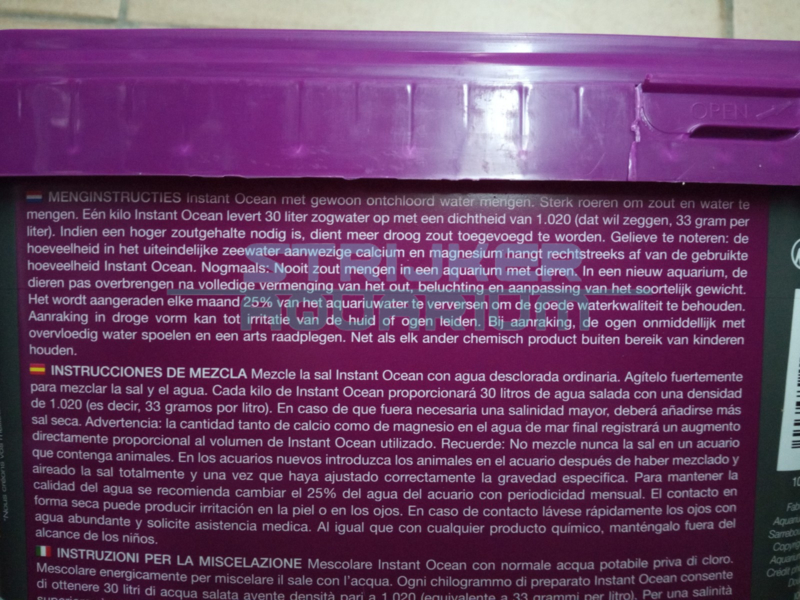 OPEN
MENGINSTRUCTIES Instant Ocean met gewoon ontchloord water mengen. Sterk roeren om zout en water te
mengen. Eén kilo Instant Ocean levert 30 liter zogwater op met een dichtheid van 1.020 (dat wil zeggen, 33 gram per
liter). Indien een hoger zoutgehalte nodig is, dient meer droog zout toegevoegd te worden. Gelieve te noteren: de
hoeveelheid in het uiteindelijke zeewater aanwezige calcium en magnesium hangt rechtstreeks af van de gebruikte
hoeveelheid Instant Ocean. Nogmaals: Nooit zout mengen in een aquarium met dieren. In een nieuw aquarium, de
dieren pas overbrengen na volledige vermenging van het out, beluchting en aanpassing van het soortelijk gewicht.
Het wordt aangeraden elke maand 25% van het aquariuwater te verversen om de goede waterkwaliteit te behouden.
Aanraking in droge vorm kan tot irritatie van de huid of ogen leiden. Bij aanraking, de ogen onmiddellijk met
overvloedig water spoelen en een arts raadplegen. Net als elk ander chemisch product buiten bereik van kinderen
houden.
STRIJKER
AQUARIUM
INSTRUCCIONES DE MEZCLA Mezcle la sal Instant Ocean con agua desclorada ordinaria. Agítelo fuertemente
para mezclar la sal y el agua. Cada kilo de Instant Ocean proporcionará 30 litros de agua salada con una densidad
de 1.020 (es decir, 33 gramos por litro). En caso de que fuera necesaria una salinidad mayor, deberá añadirse más
sal seca. Advertencia: la cantidad tanto de calcio como de magnesio en el agua de mar final registrará un augmento
directamente proporcional al volumen de Instant Ocean utilizado. Recuerde: No mezcle nunca la sal en un acuario
que contenga animales. En los acuarios nuevos introduzca los animales en el acuario después de haber mezclado y
aireado la sal totalmente y una vez que haya ajustado correctamente la gravedad especifica. Para mantener la
calidad del agua se recomienda cambiar el 25% del agua del acuario con periodicidad mensual. El contacto en
forma seca puede producir irritación en la piel o en los ojos. En caso de contacto lávese rápidamente los ojos con
agua abundante y solicite asistencia medica. Al igual que con cualquier producto químico, manténgalo fuera del
alcance de los niños.
INSTRUZIONI PER LA MISCELAZIONE Mescolare Instant Ocean con normale acqua potabile priva di cloro.
Mescolare energicamente per miscelare il sale con l'acqua. Ogni chilogrammo di preparato Instant Ocean consente
di ottenere 30 litri di acqua salata avente densità pari a 1.020 (equivalente a 33 grammi per litro). Per una salinità